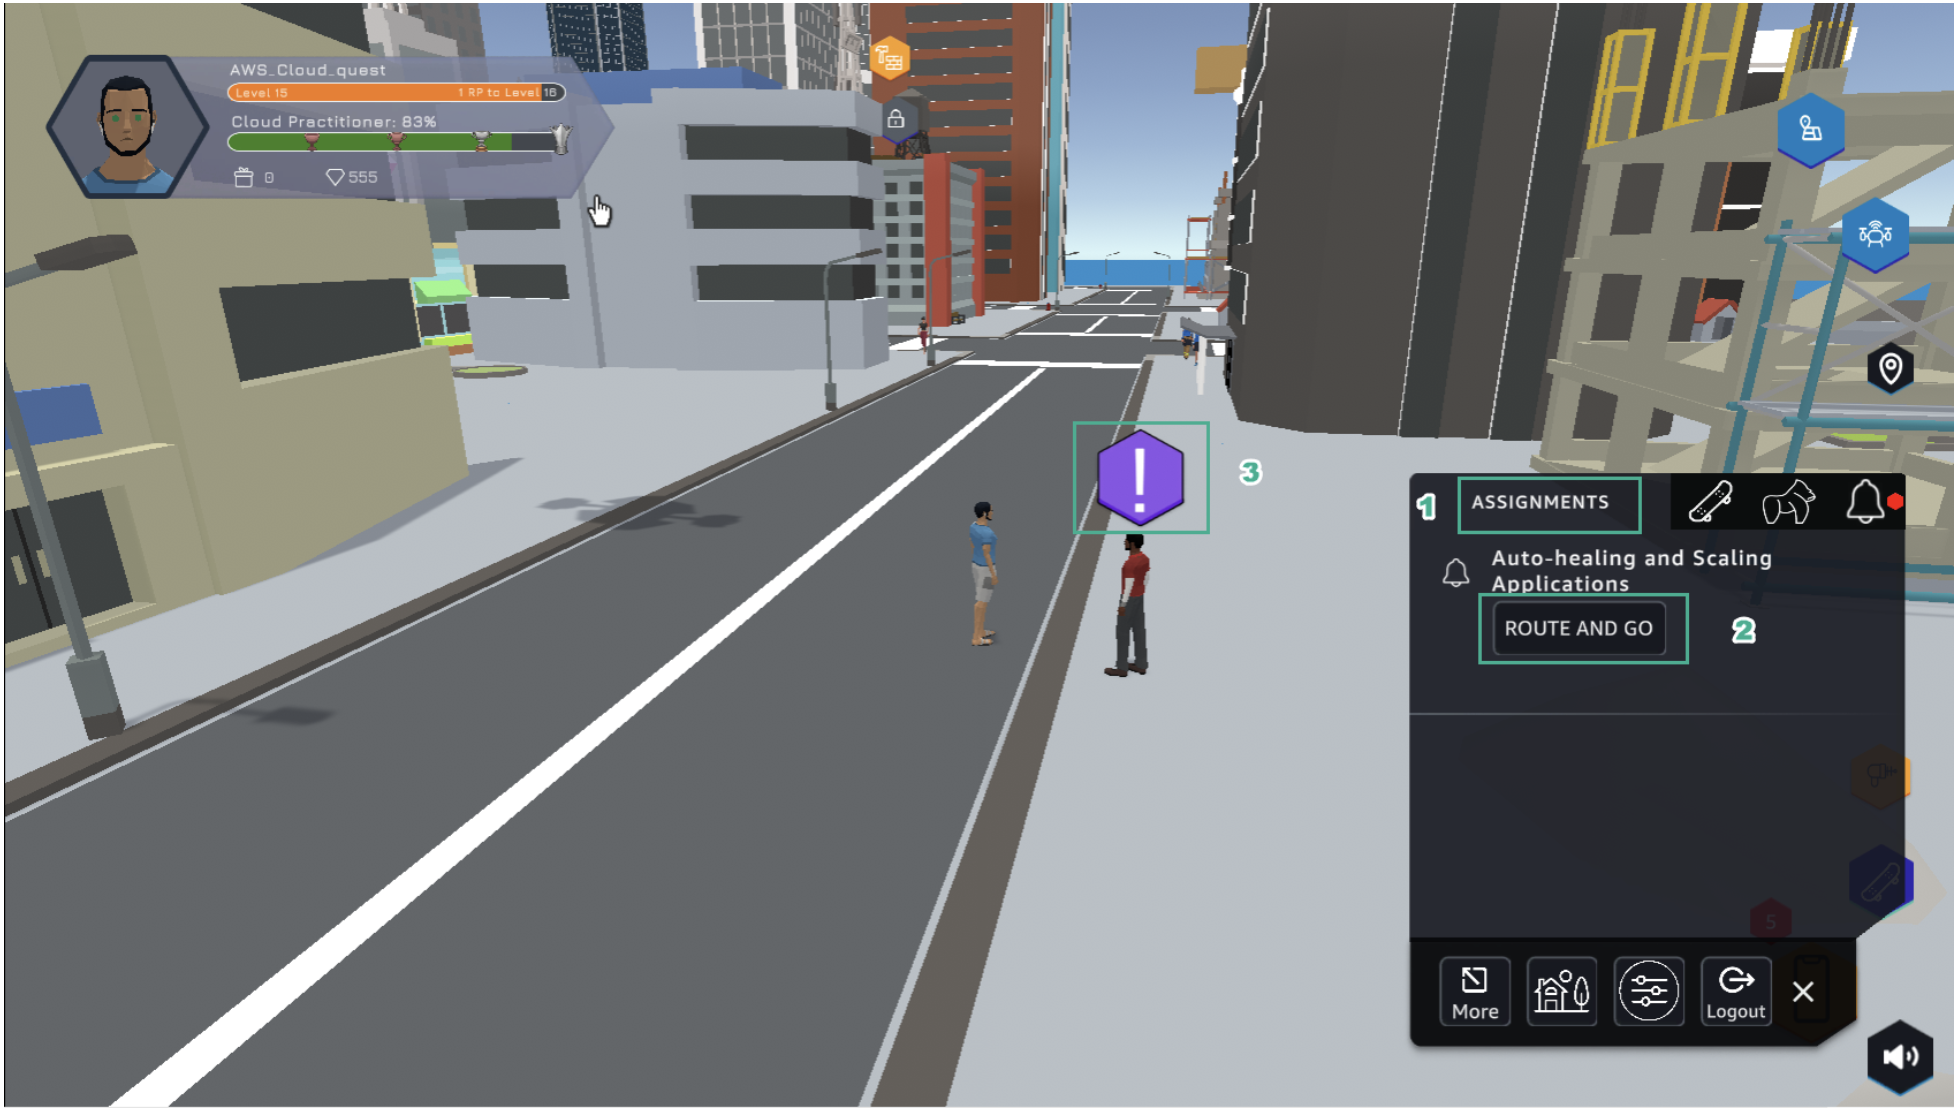 AWS_Cloud_quest
Level 15 1 RP to Level 16
Cloud Practitioner: 83%
0 555
3
1 ASSIGNMENTS
Auto-healing and Scaling
Applications
ROUTE AND GO 2
5
More Logout